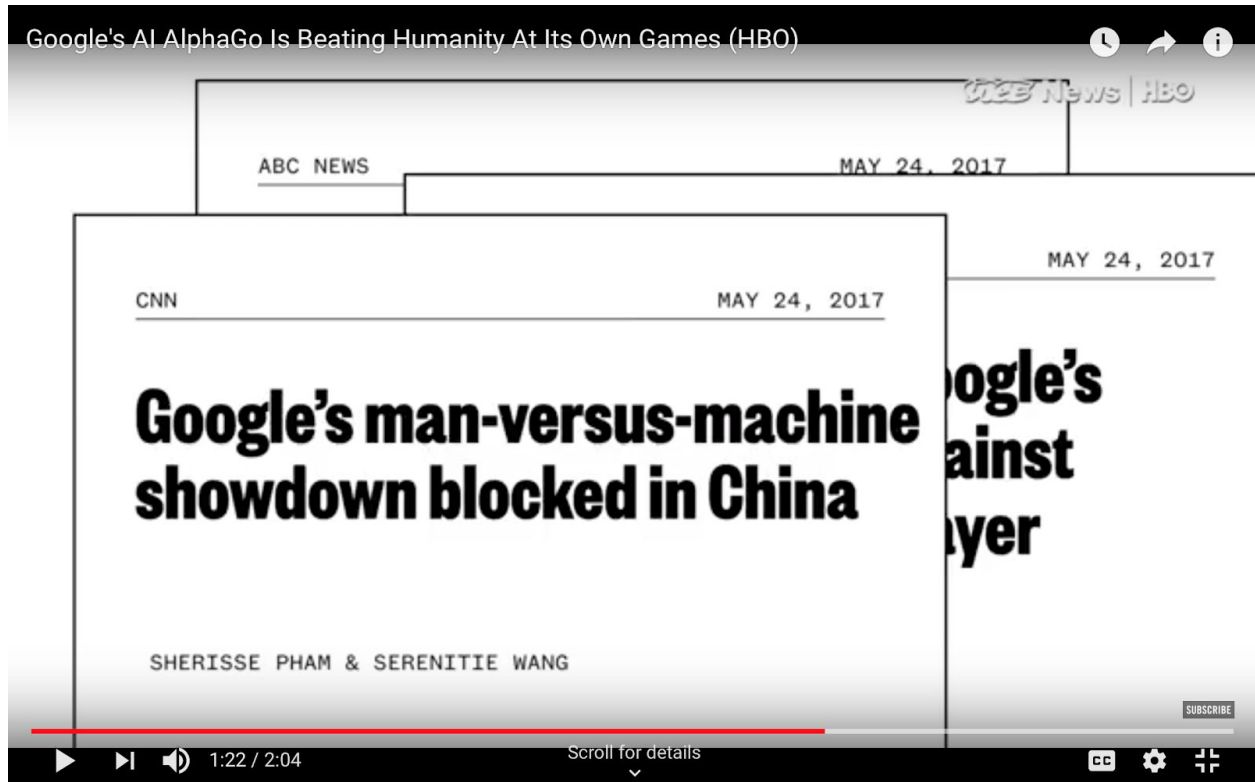 Google's AI AlphaGo Is Beating Humanity At Its Own Games (HBO)
VICE News | HBO
ABC NEWS MAY 24, 2017
MAY 24, 2017
CNN MAY 24, 2017
Google’s man-versus-machine
showdown blocked in China
ogle’s
ainst
yer
SHERISSE PHAM & SERENITIE WANG
SUBSCRIBE
1:22 / 2:04
Scroll for details
CC